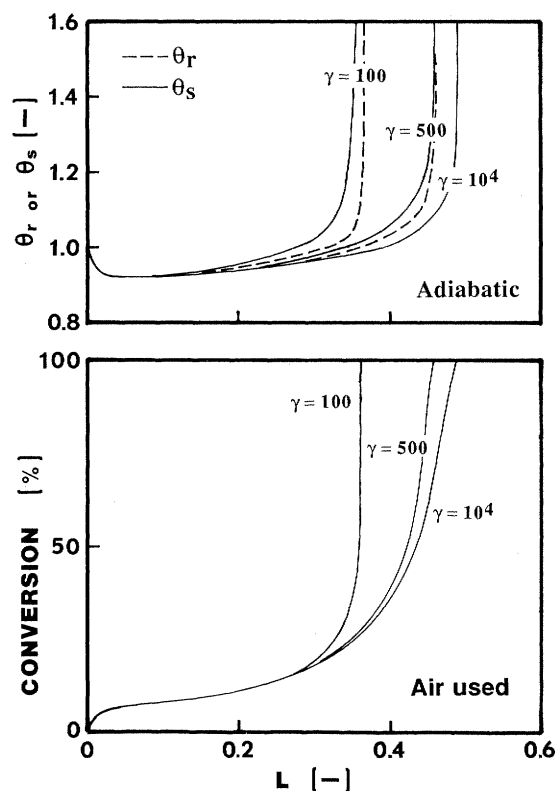 1.6
1.4
1.2
1.0
0.8
θr or θs [–]
θr
θs
γ = 100
γ = 500
γ = 10⁴
Adiabatic
100
50
0
CONVERSION [%]
γ = 100
γ = 500
γ = 10⁴
Air used
0 0.2 0.4 0.6
L [–]